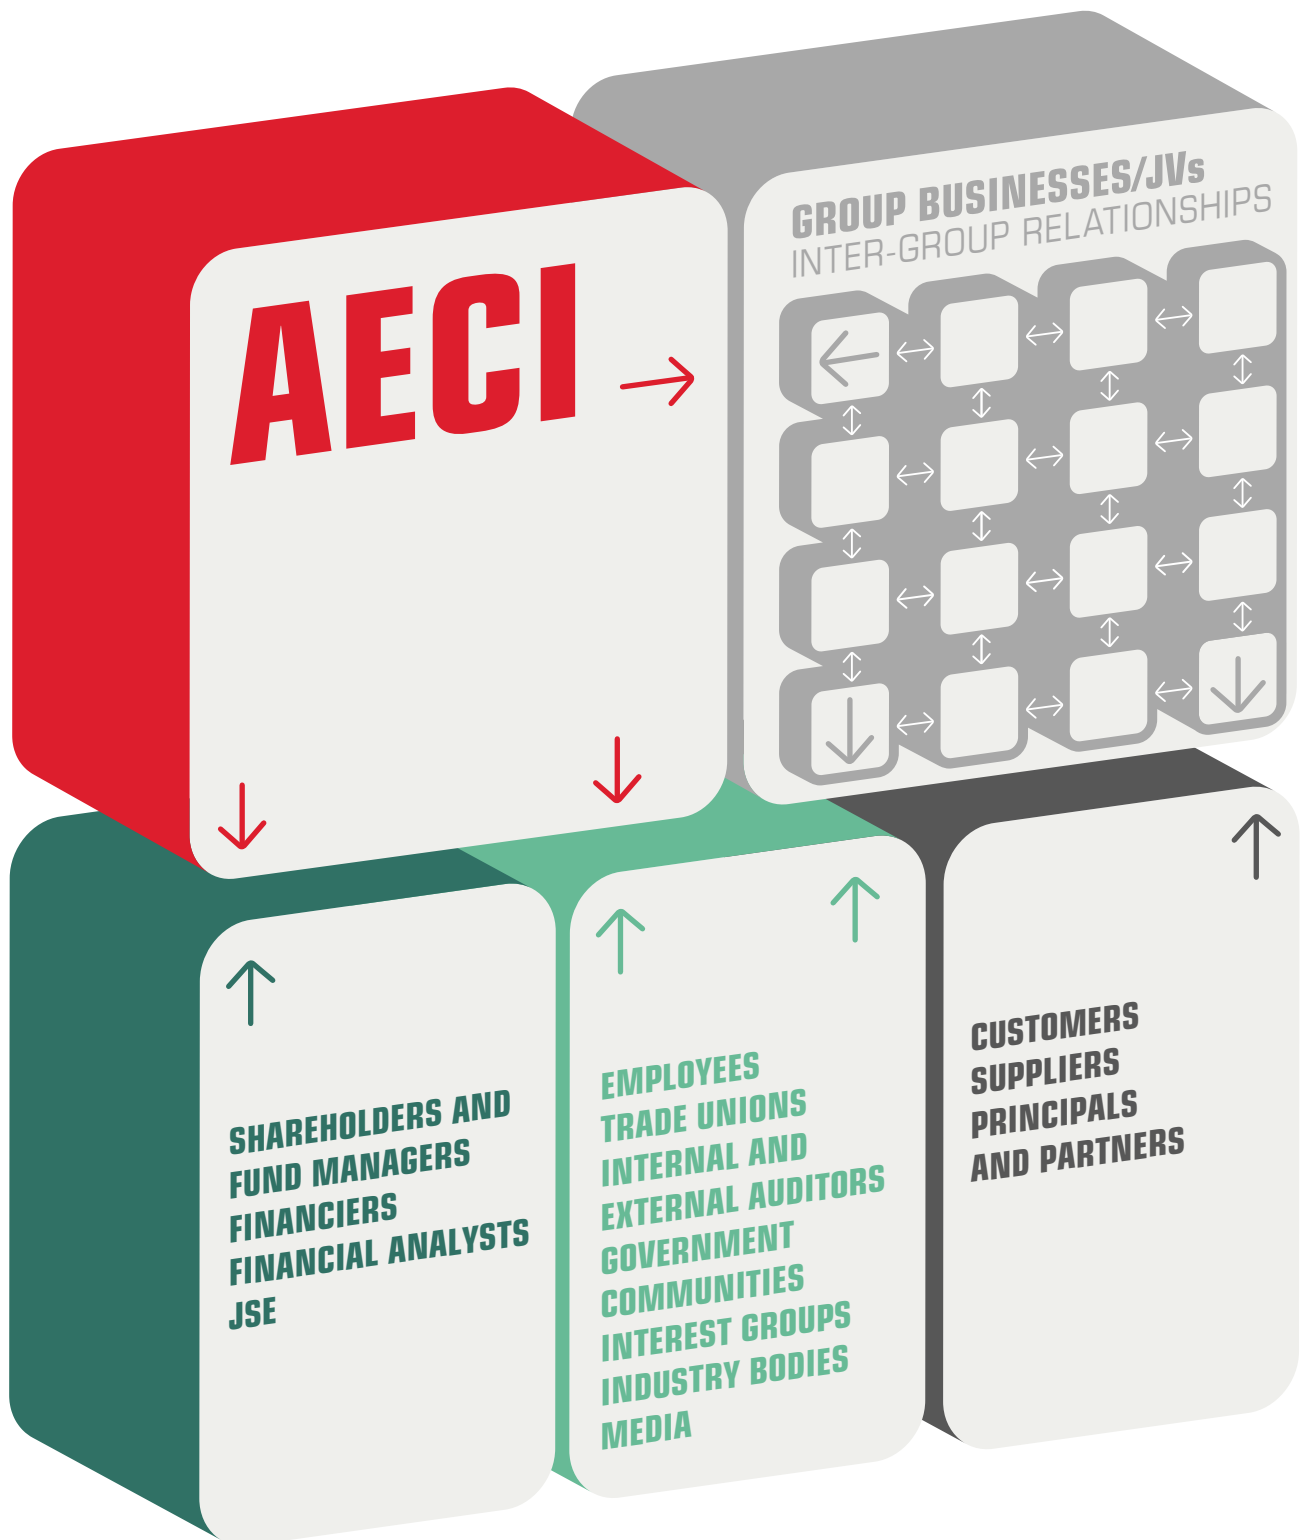 AECI
GROUP BUSINESSES/JVs
INTER-GROUP RELATIONSHIPS
SHAREHOLDERS AND
FUND MANAGERS
FINANCIERS
FINANCIAL ANALYSTS
JSE
EMPLOYEES
TRADE UNIONS
INTERNAL AND
EXTERNAL AUDITORS
GOVERNMENT
COMMUNITIES
INTEREST GROUPS
INDUSTRY BODIES
MEDIA
CUSTOMERS
SUPPLIERS
PRINCIPALS
AND PARTNERS